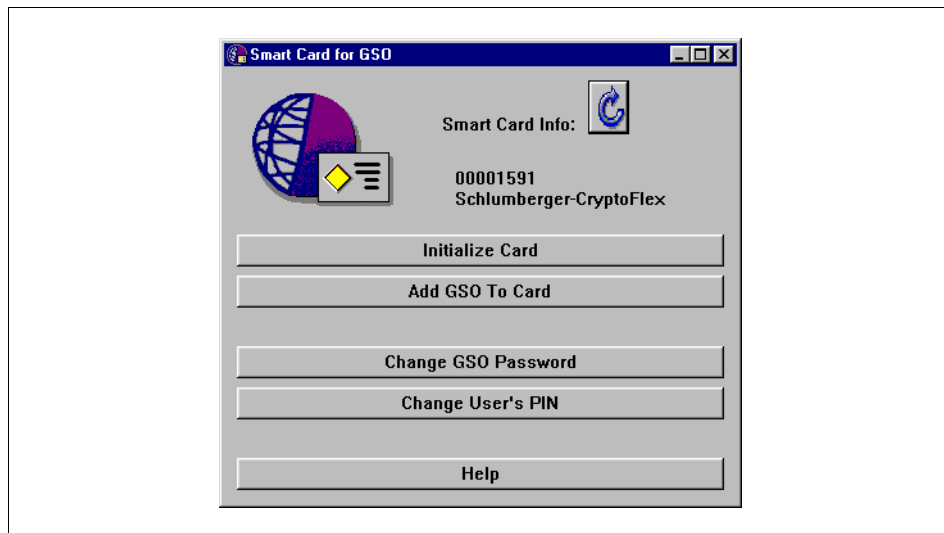 Smart Card for GSO
Smart Card Info:
00001591
Schlumberger-CryptoFlex
Initialize Card
Add GSO To Card
Change GSO Password
Change User's PIN
Help